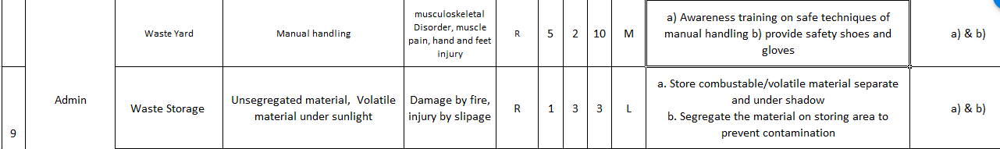 Waste Yard
Manual handling
musculoskeletal
Disorder, muscle
pain, hand and feet
injury
R
5
2
10
M
a) Awareness training on safe techniques of
manual handling b) provide safety shoes and
gloves
a) & b)
9
Admin
Waste Storage
Unsegregated material, Volatile
material under sunlight
Damage by fire,
injury by slipage
R
1
3
3
L
a. Store combustable/volatile material separate
and under shadow
b. Segregate the material on storing area to
prevent contamination
a) & b)